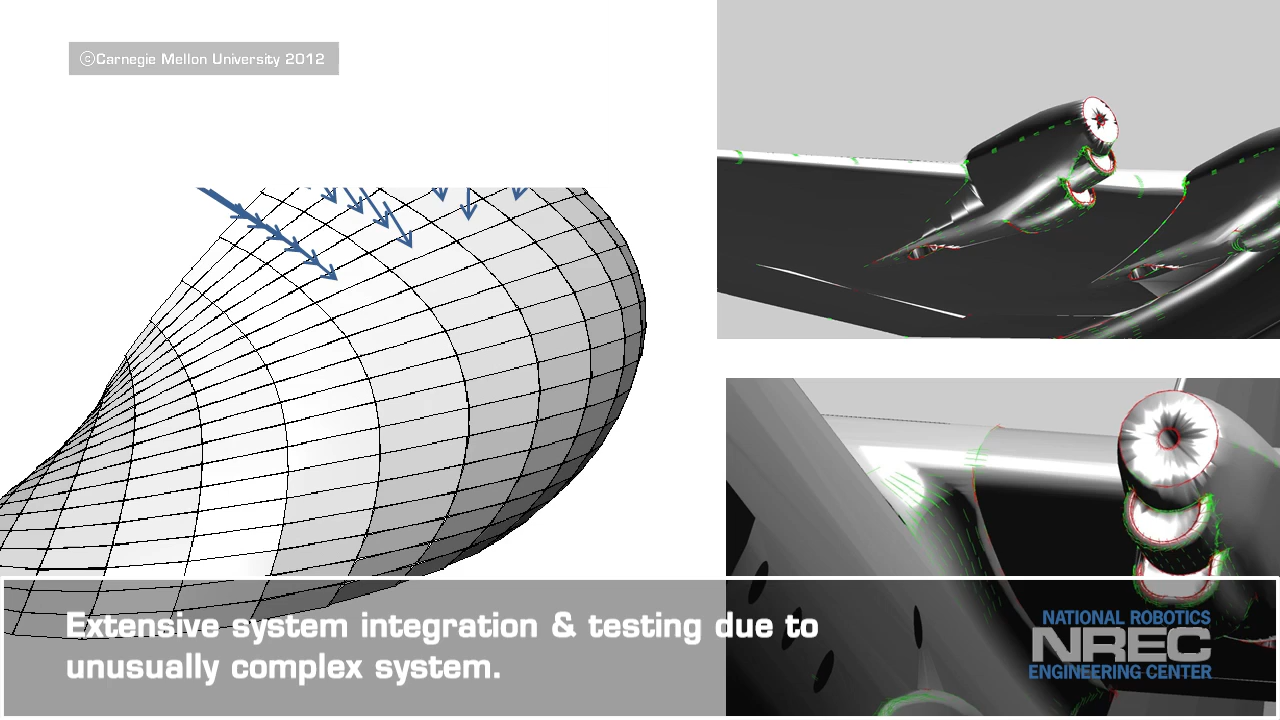 ©Carnegie Mellon University 2012
Extensive system integration & testing due to
unusually complex system.
NATIONAL ROBOTICS
NREC
ENGINEERING CENTER